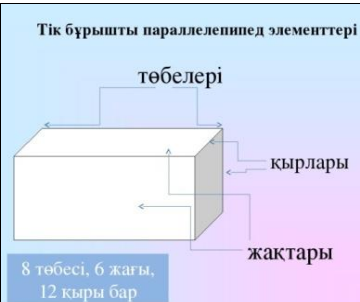 Тік бұрышты параллелепипед элементтері
төбелері
қырлары
жақтары
8 төбесі, 6 жағы,
12 қыры бар